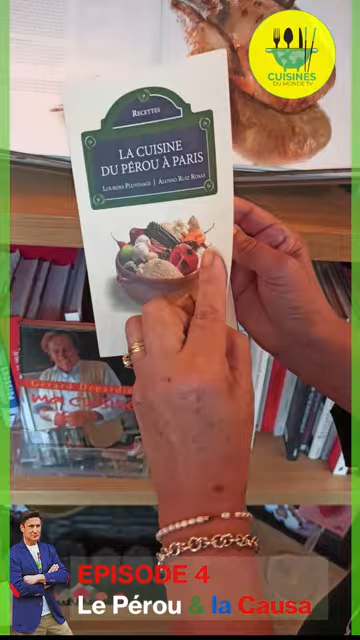 CUISINES
DU MONDE TV
RECETTES
LA CUISINE
DU PÉROU À PARIS
LOURDES PLUVINAGE | ALONSO RUIZ ROSAS
GÉRARD DEPARDIEU
EPISODE 4
Le Pérou & la Causa